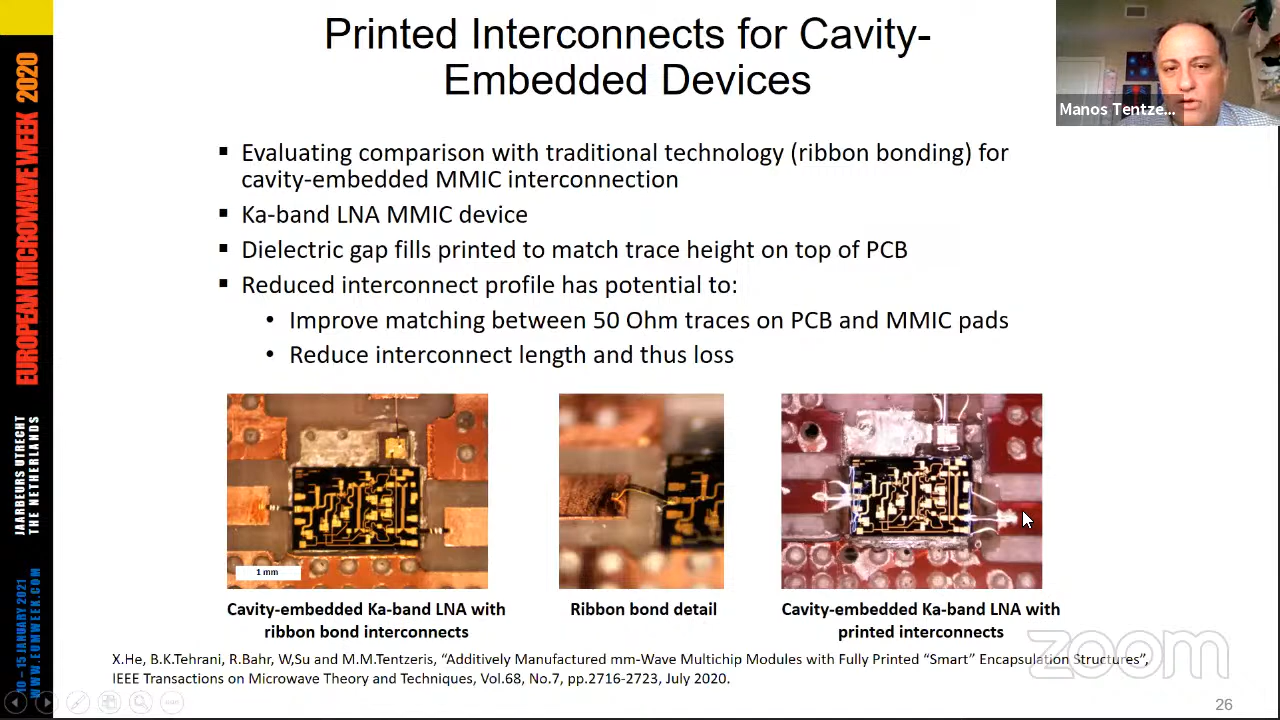 Printed Interconnects for Cavity-
Embedded Devices
Manos Tentze...
▪ Evaluating comparison with traditional technology (ribbon bonding) for
cavity-embedded MMIC interconnection
▪ Ka-band LNA MMIC device
▪ Dielectric gap fills printed to match trace height on top of PCB
▪ Reduced interconnect profile has potential to:
• Improve matching between 50 Ohm traces on PCB and MMIC pads
• Reduce interconnect length and thus loss
1 mm
Cavity-embedded Ka-band LNA with
ribbon bond interconnects
Ribbon bond detail
Cavity-embedded Ka-band LNA with
printed interconnects
X.He, B.K.Tehrani, R.Bahr, W.Su and M.M.Tentzeris, “Additively Manufactured mm-Wave Multichip Modules with Fully Printed “Smart” Encapsulation Structures”,
IEEE Transactions on Microwave Theory and Techniques, Vol.68, No.7, pp.2716-2723, July 2020.
zoom
26
EUROPEAN MICROWAVE WEEK 2020
JAARBEURS UTRECHT
THE NETHERLANDS
10 – 15 JANUARY 2021
WWW.EUMWEEK.COM